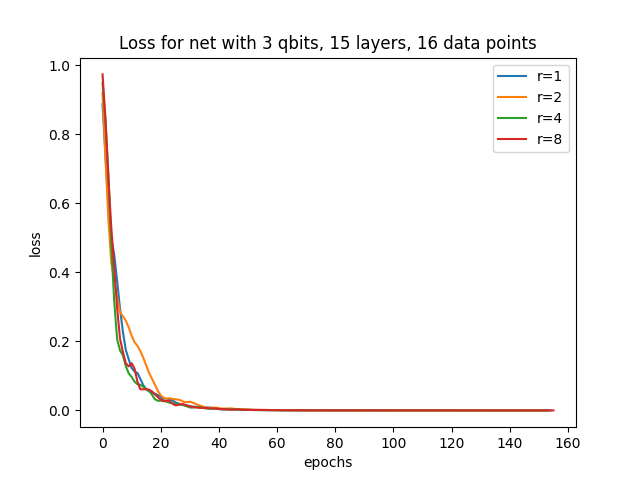 Loss for net with 3 qbits, 15 layers, 16 data points
r=1
r=2
r=4
r=8
1.0
0.8
0.6
0.4
0.2
0.0
loss
0 20 40 60 80 100 120 140 160
epochs